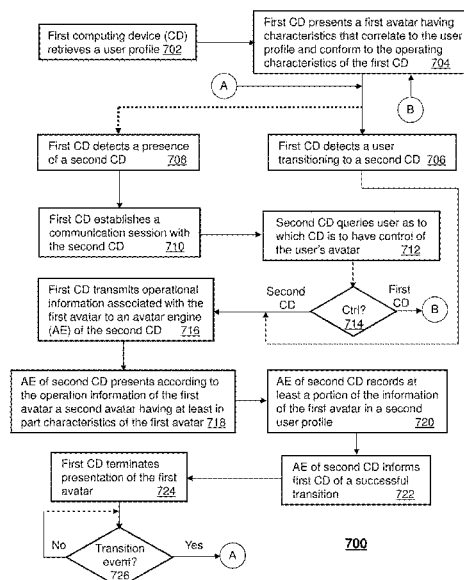 First computing device (CD)
retrieves a user profile 702
First CD presents a first avatar having
characteristics that correlate to the user
profile and conform to the operating
characteristics of the first CD 704
A
B
First CD detects a presence
of a second CD 708
First CD detects a user
transitioning to a second CD 706
First CD establishes a
communication session with
the second CD 710
Second CD queries user as to
which CD is to have control of
the user's avatar 712
First CD transmits operational
information associated with the
first avatar to an avatar engine
(AE) of the second CD 716
Second
CD
Ctrl?
714
First
CD
B
AE of second CD presents according to
the operation information of the first
avatar a second avatar having at least in
part characteristics of the first avatar 718
AE of second CD records at
least a portion of the information
of the first avatar in a second
user profile 720
First CD terminates
presentation of the first
avatar 724
AE of second CD informs
first CD of a successful
transition 722
No
Transition
event?
726
Yes
A
700